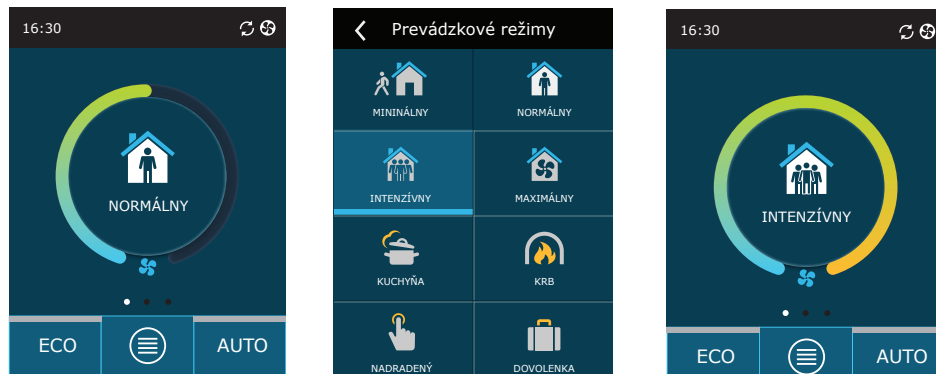 16:30
NORMÁLNY
ECO
AUTO
Prevádzkové režimy
MININÁLNY
NORMÁLNY
INTENZÍVNY
MAXIMÁLNY
KUCHYŇA
KRB
NADRADENÝ
DOVOLENKA
16:30
INTENZÍVNY
ECO
AUTO